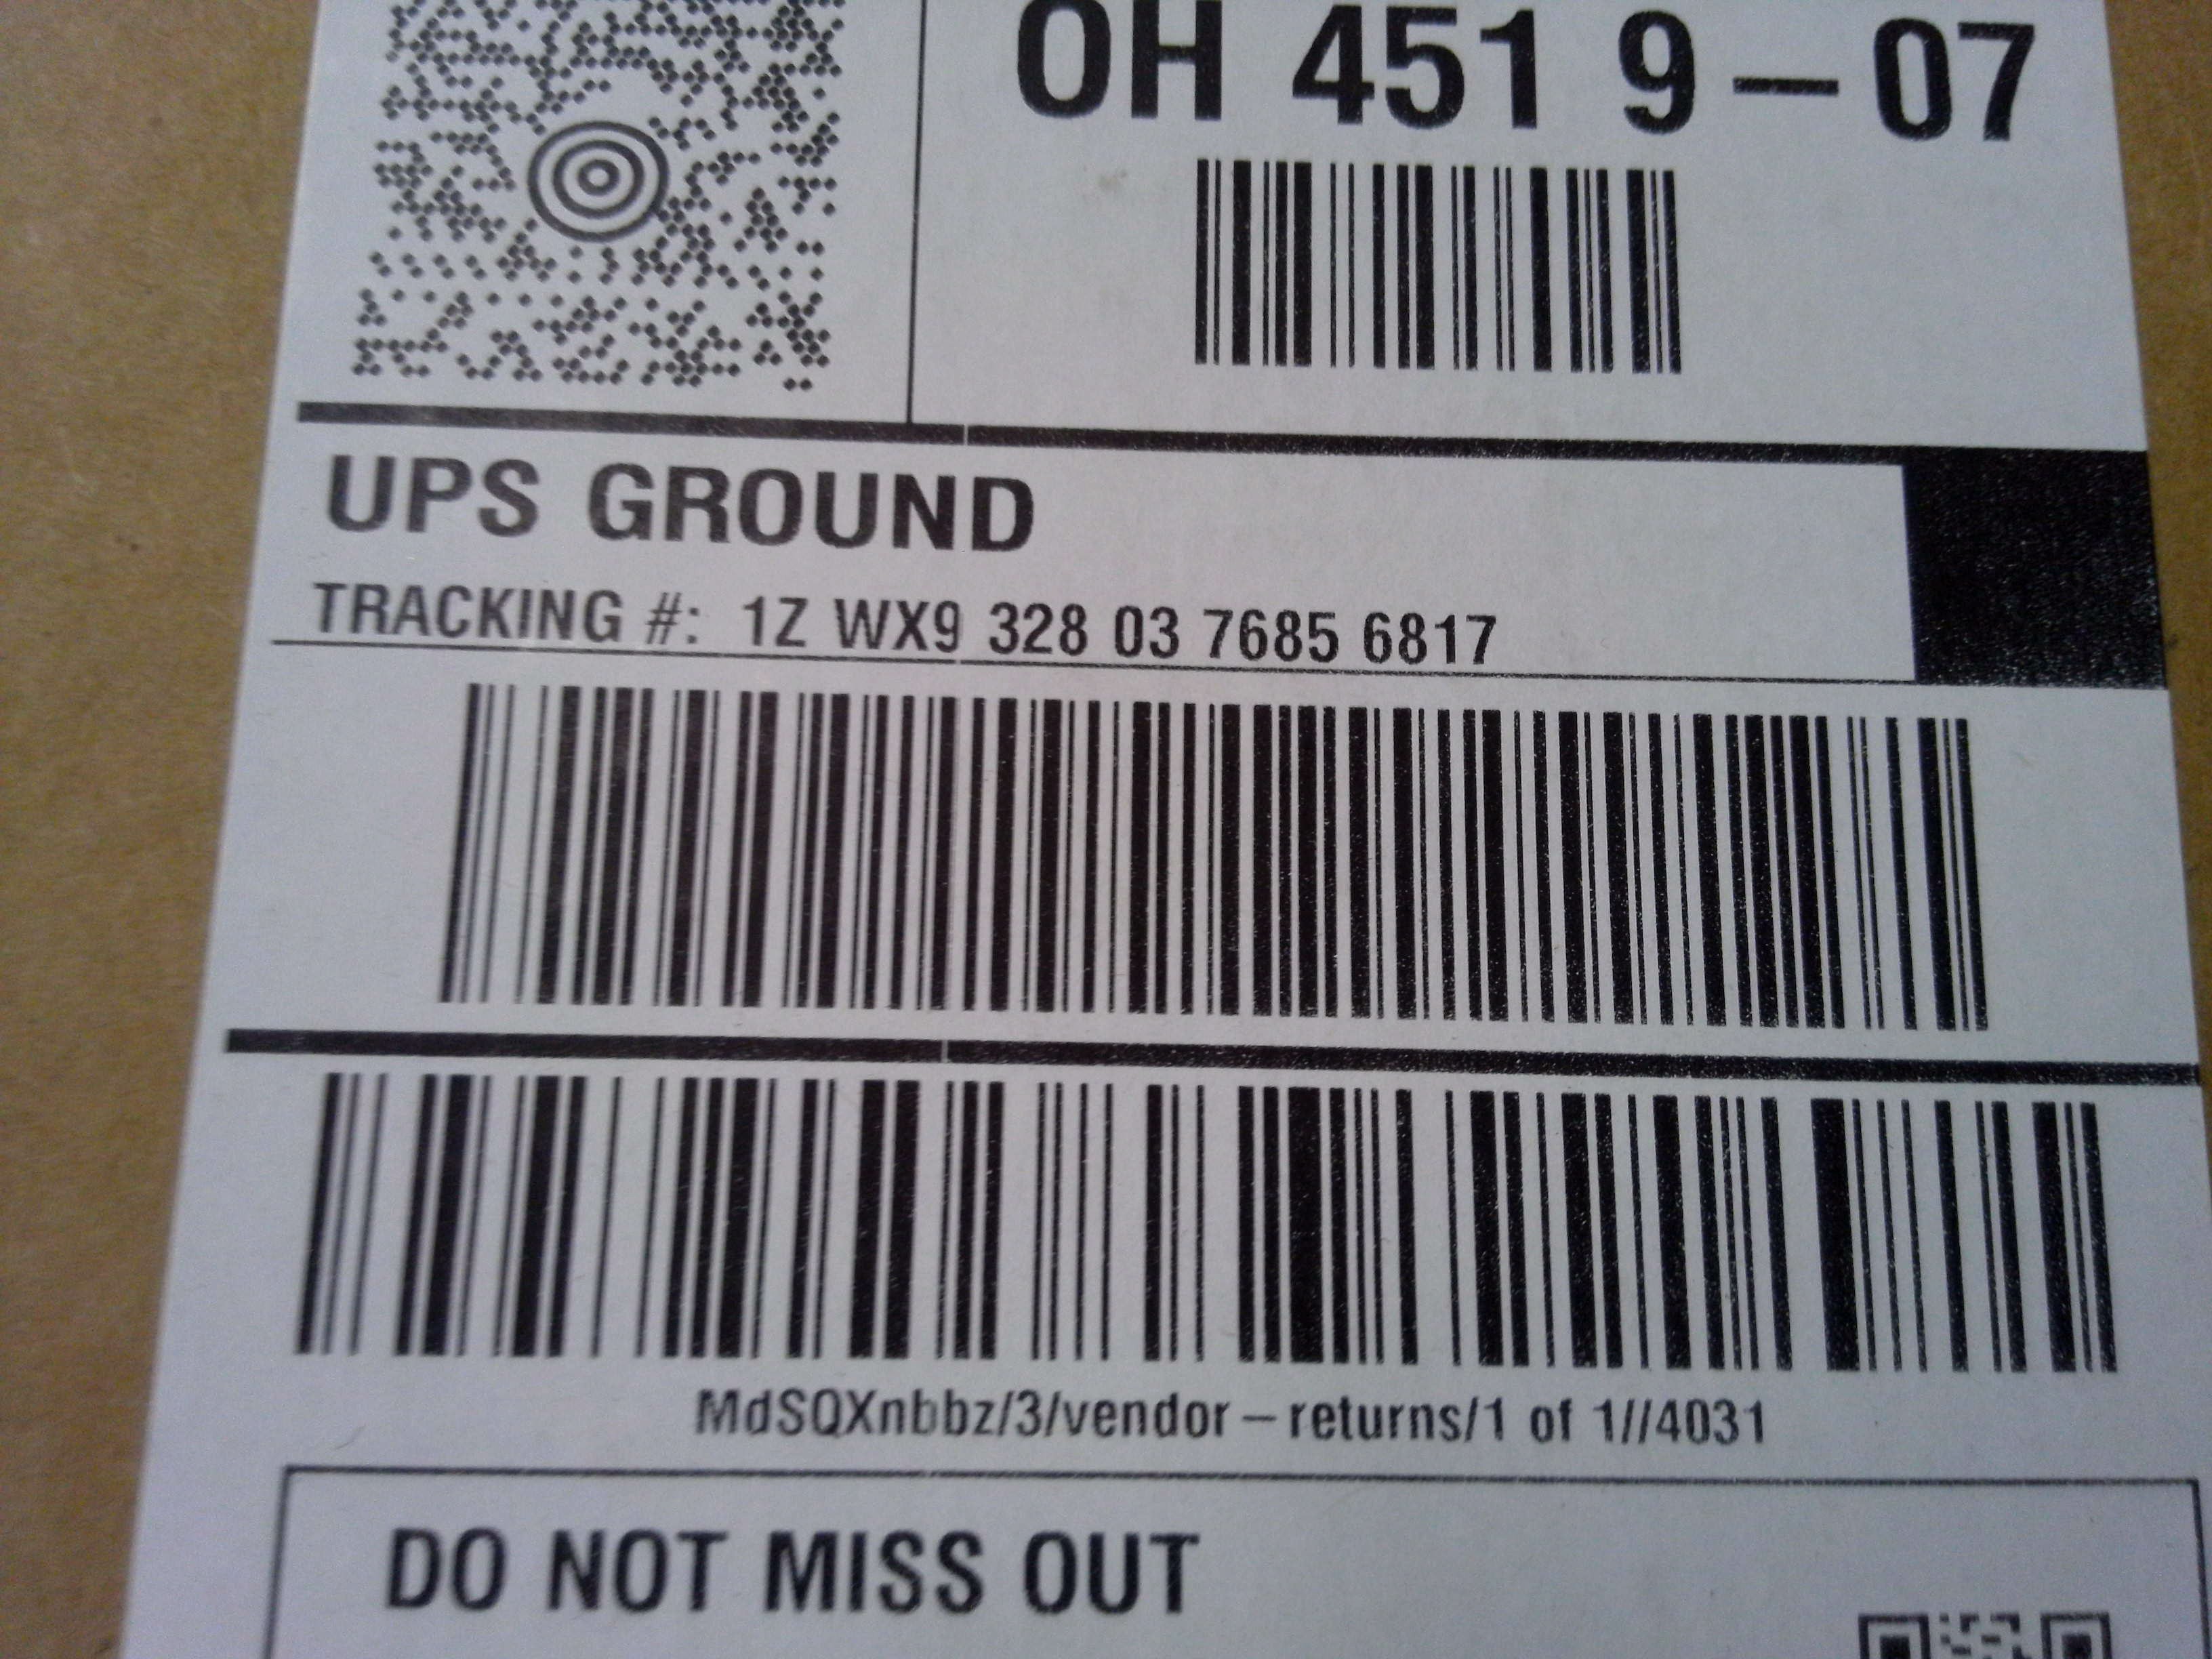 OH 451 9-07
UPS GROUND
TRACKING #: 1Z WX9 328 03 7685 6817
MdSQXnbbz/3/vendor-returns/1 of 1//4031
DO NOT MISS OUT